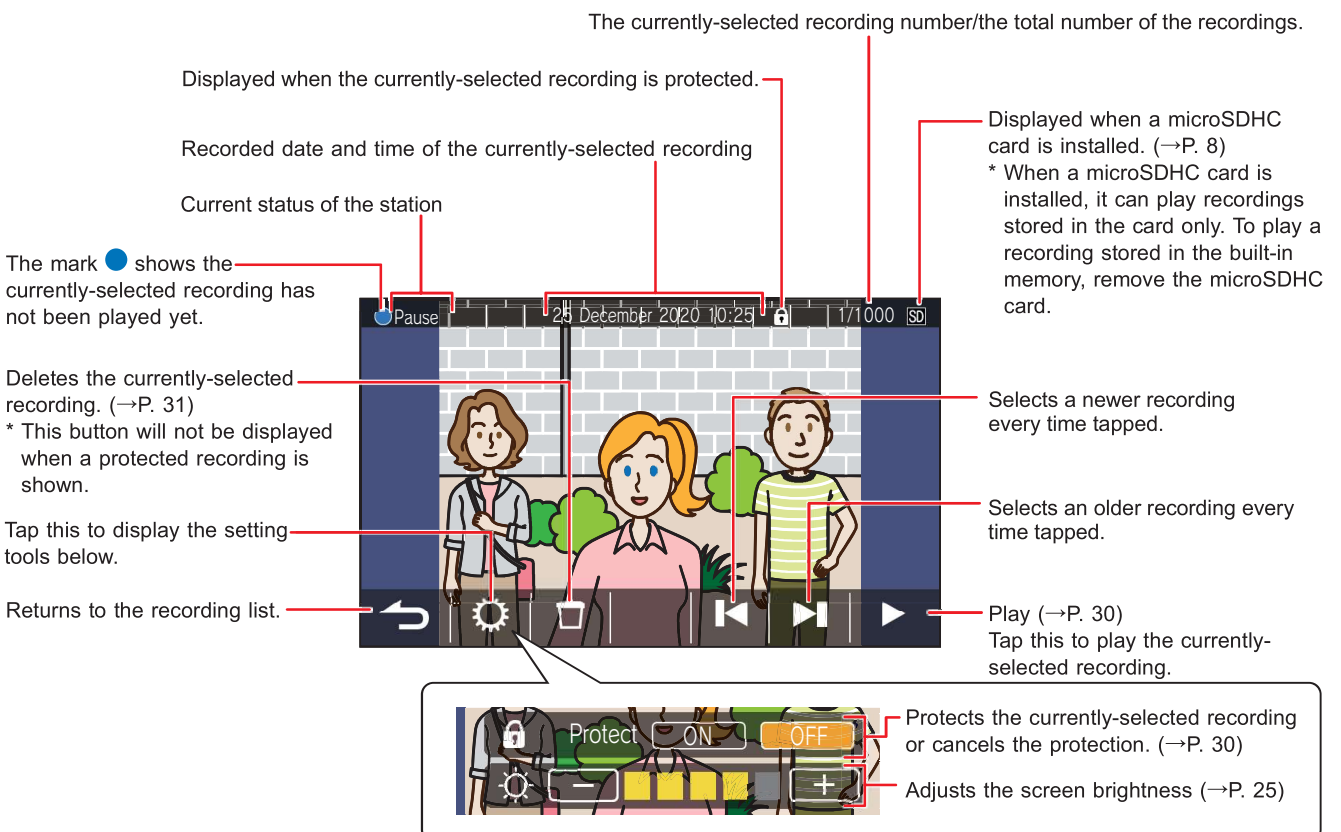 The currently-selected recording number/the total number of the recordings.
Displayed when the currently-selected recording is protected.
Recorded date and time of the currently-selected recording
Current status of the station
The mark shows the
currently-selected recording has
not been played yet.
Displayed when a microSDHC
card is installed. (→P. 8)
* When a microSDHC card is
installed, it can play recordings
stored in the card only. To play a
recording stored in the built-in
memory, remove the microSDHC
card.
Pause 25 December 2020 10:25 1/1000 SD
Deletes the currently-selected
recording. (→P. 31)
* This button will not be displayed
when a protected recording is
shown.
Tap this to display the setting
tools below.
Returns to the recording list.
Selects a newer recording
every time tapped.
Selects an older recording every
time tapped.
Play (→P. 30)
Tap this to play the currently-
selected recording.
Protect ON OFF
Protects the currently-selected recording
or cancels the protection. (→P. 30)
Adjusts the screen brightness (→P. 25)